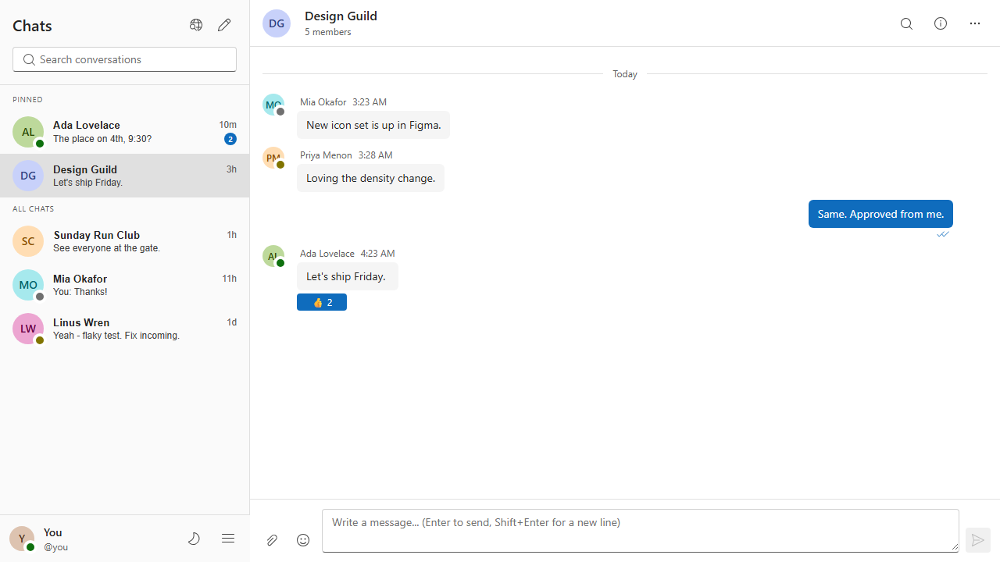 Chats
Search conversations
PINNED
AL
Ada Lovelace
10m
The place on 4th, 9:30?
2
DG
Design Guild
3h
Let's ship Friday.
ALL CHATS
SC
Sunday Run Club
1h
See everyone at the gate.
MO
Mia Okafor
11h
You: Thanks!
LW
Linus Wren
1d
Yeah - flaky test. Fix incoming.
Y
You
@you
DG
Design Guild
5 members
Today
MO
Mia Okafor 3:23 AM
New icon set is up in Figma.
PM
Priya Menon 3:28 AM
Loving the density change.
Same. Approved from me.
AL
Ada Lovelace 4:23 AM
Let's ship Friday.
👍 2
Write a message... (Enter to send, Shift+Enter for a new line)